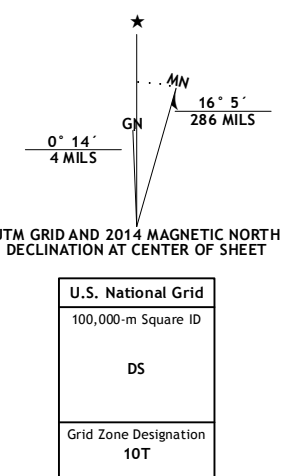 ★
MN
GN
16° 5´
286 MILS
0° 14´
4 MILS
UTM GRID AND 2014 MAGNETIC NORTH
DECLINATION AT CENTER OF SHEET
U.S. National Grid
100,000-m Square ID
DS
Grid Zone Designation
10T